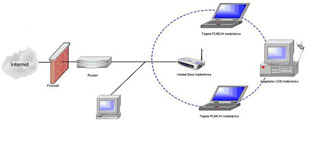 Internet
Firewall
Router
Tarjeta PCMCIA Inalámbrica
Unidad Base Inalámbrica
Adaptador USB Inalámbrico
Tarjeta PCMCIA Inalámbrica